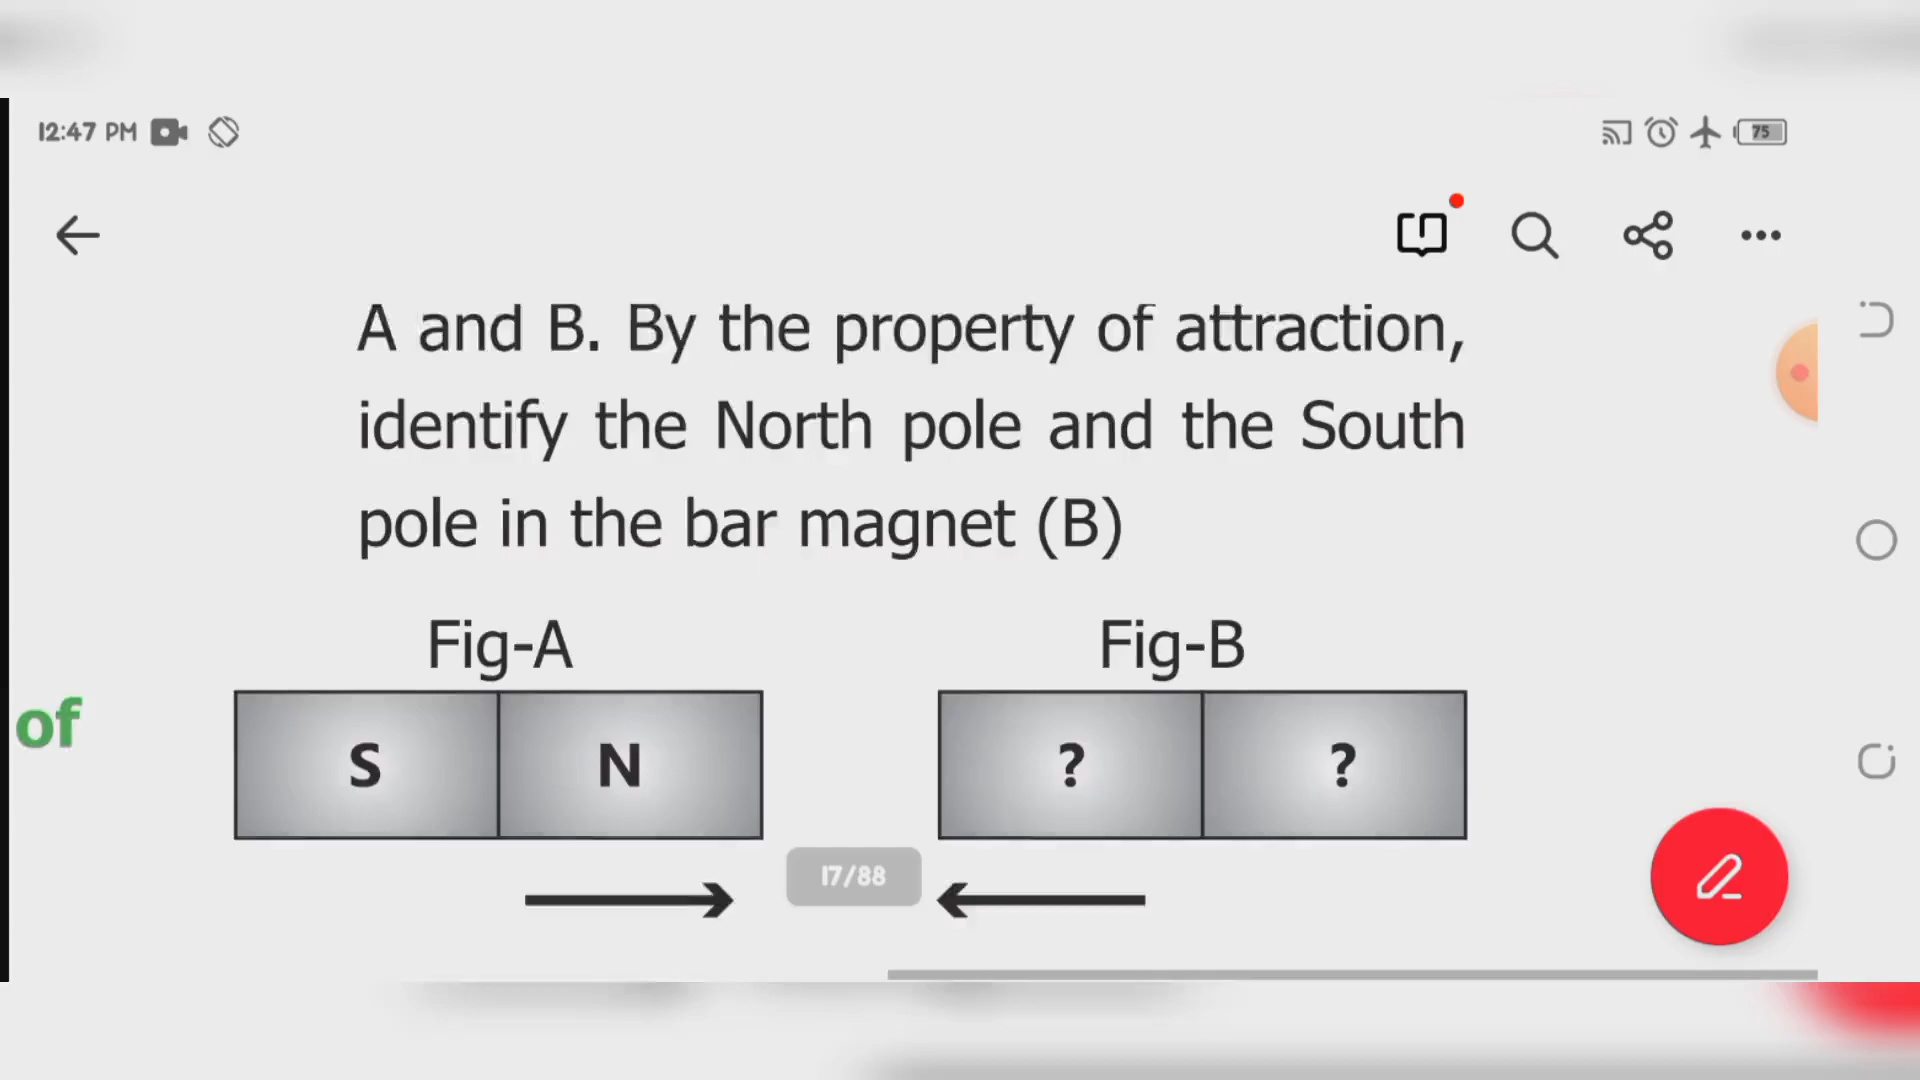 12:47 PM
75
A and B. By the property of attraction,
identify the North pole and the South
pole in the bar magnet (B)
Fig-A Fig-B
of
S N ? ?
17/88